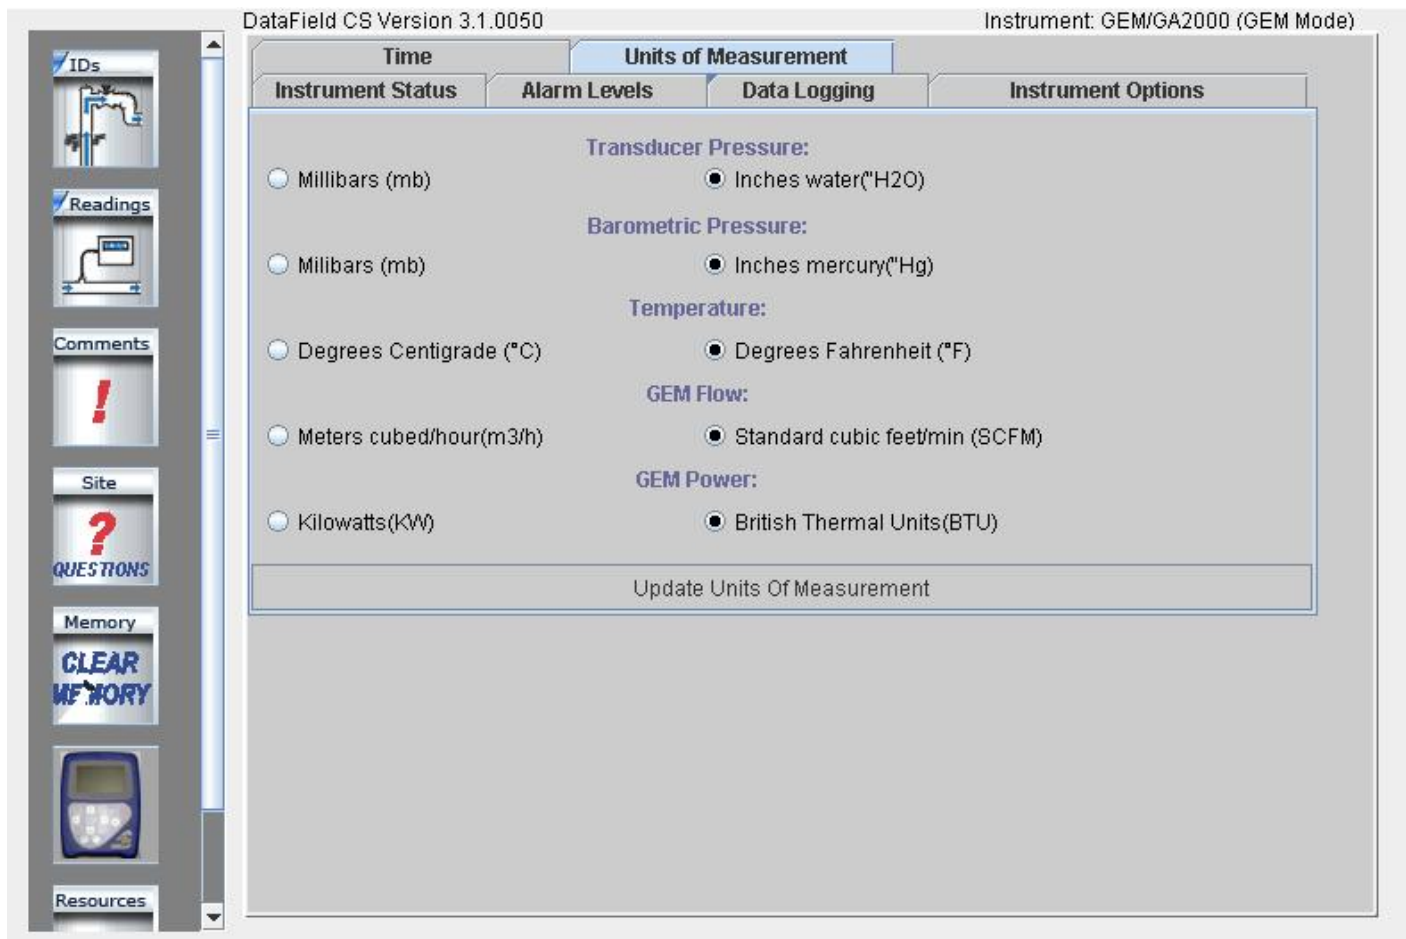 DataField CS Version 3.1.0050
Instrument: GEM/GA2000 (GEM Mode)
IDs
Readings
Comments
!
Site
?
QUESTIONS
Memory
CLEAR
MEMORY
Resources
Time
Units of Measurement
Instrument Status
Alarm Levels
Data Logging
Instrument Options
Transducer Pressure:
Millibars (mb)
Inches water("H2O)
Barometric Pressure:
Milibars (mb)
Inches mercury("Hg)
Temperature:
Degrees Centigrade (°C)
Degrees Fahrenheit (°F)
GEM Flow:
Meters cubed/hour(m3/h)
Standard cubic feet/min (SCFM)
GEM Power:
Kilowatts(KW)
British Thermal Units(BTU)
Update Units Of Measurement